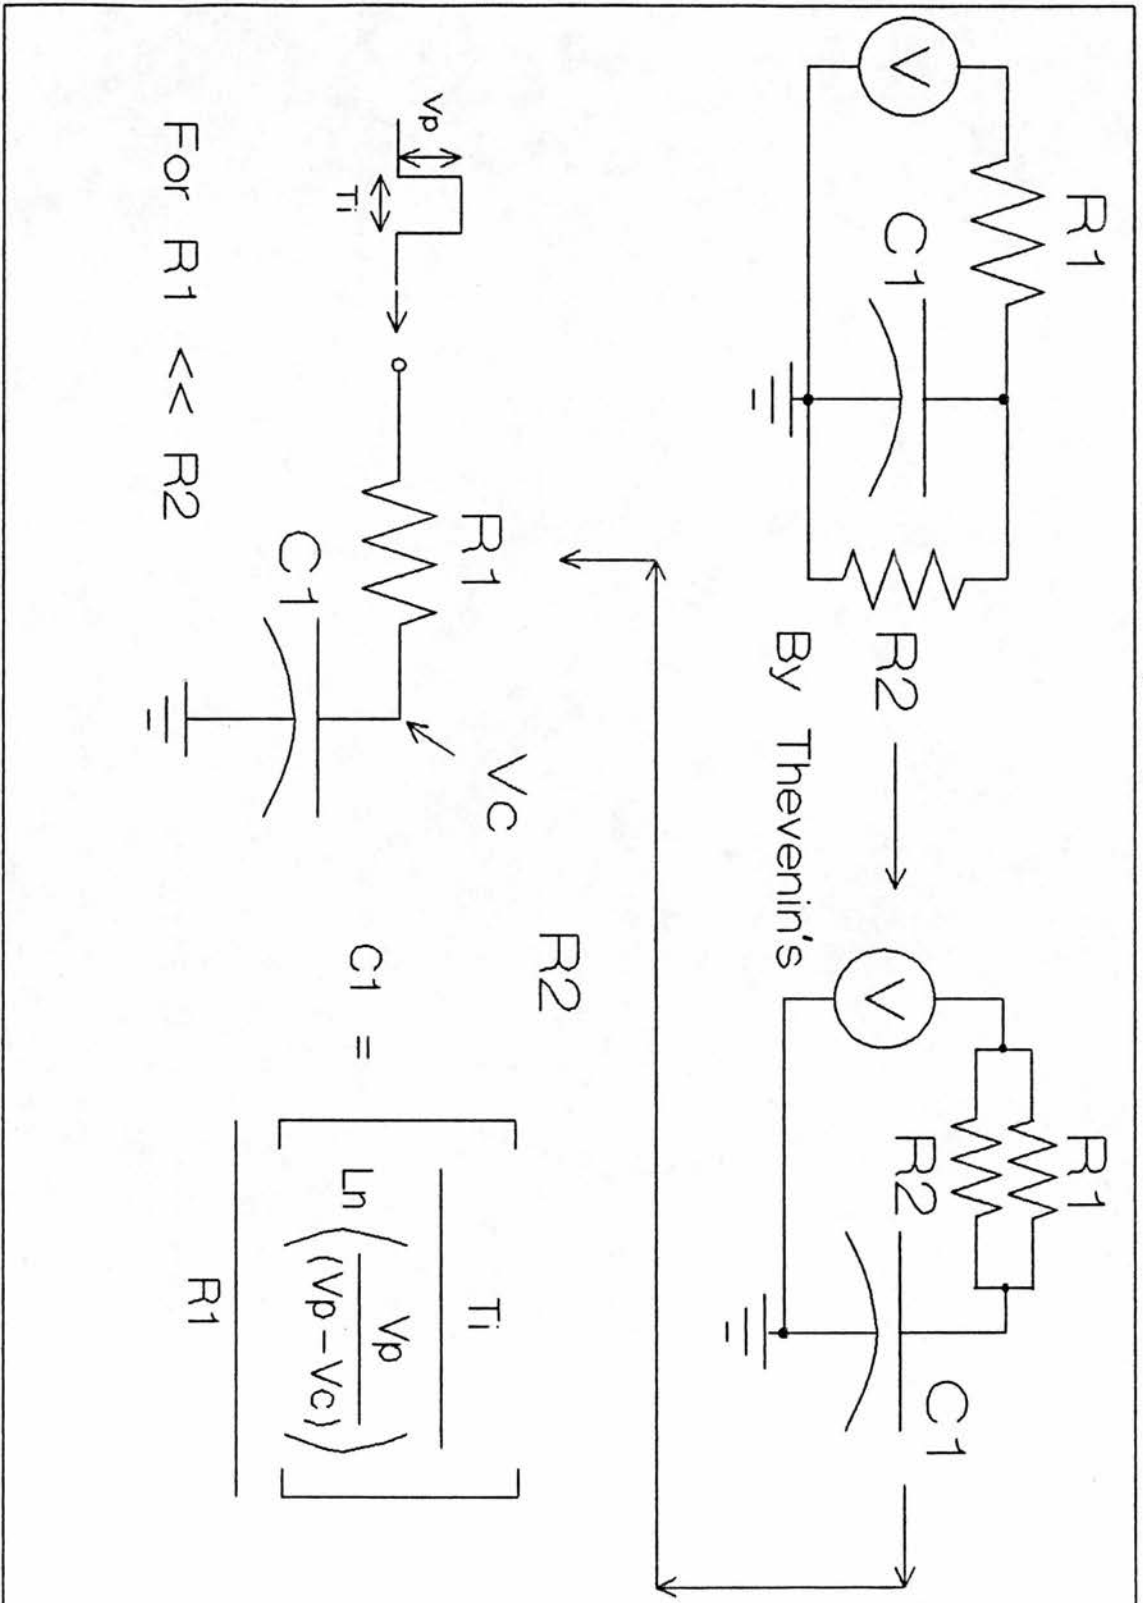 R1
C1
V
R2
By Thevenin's
R1
R2
V
C1
Vp
Ti
R1
C1
Vc
R2
C1 =
Ti
Ln
Vp
(Vp-Vc)
R1
For R1 << R2